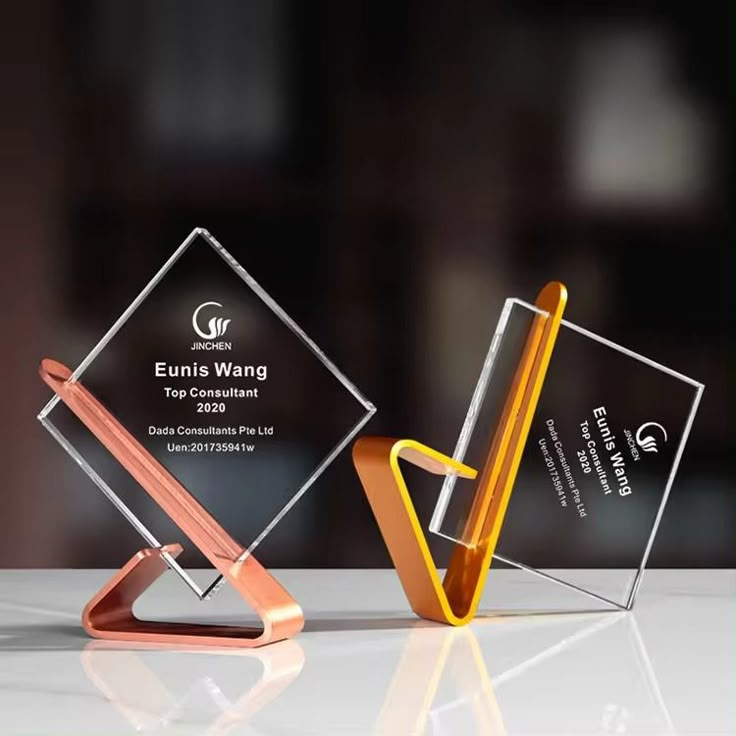 JINCHEN
Eunis Wang
Top Consultant
2020
Dada Consultants Pte Ltd
Uen:201735941w
JINCHEN
Eunis Wang
Top Consultant
2020
Dada Consultants Pte Ltd
Uen:201735941w